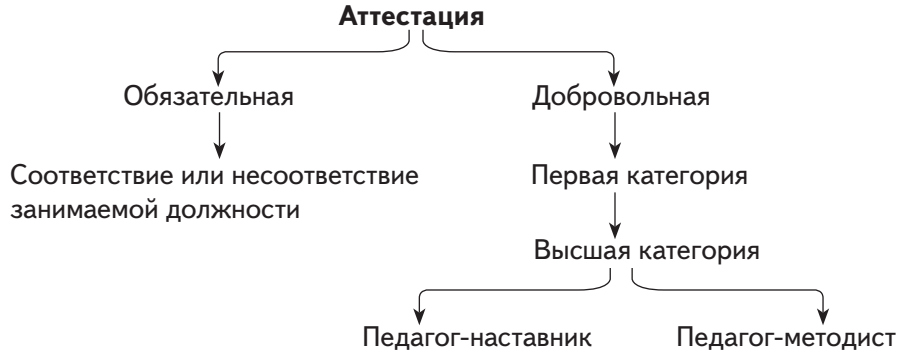 Аттестация
Обязательная
Добровольная
Соответствие или несоответствие
занимаемой должности
Первая категория
Высшая категория
Педагог-наставник
Педагог-методист